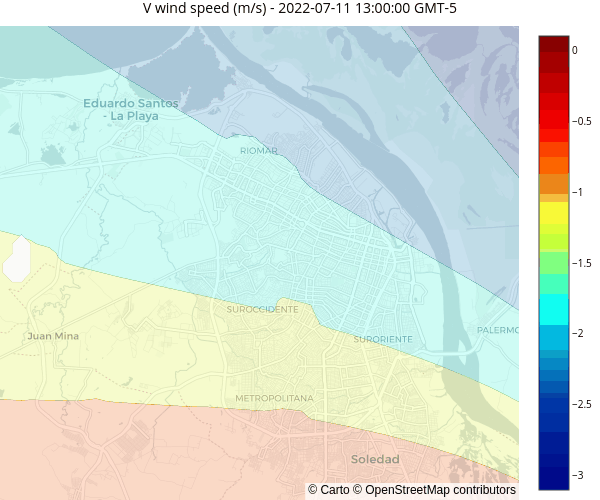 V wind speed (m/s) - 2022-07-11 13:00:00 GMT-5
Eduardo Santos
- La Playa
RIOMAR
SUROCCIDENTE
PALERMO
Juan Mina
SURORIENTE
METROPOLITANA
Soledad
© Carto © OpenStreetMap contributors
0
−0.5
−1
−1.5
−2
−2.5
−3